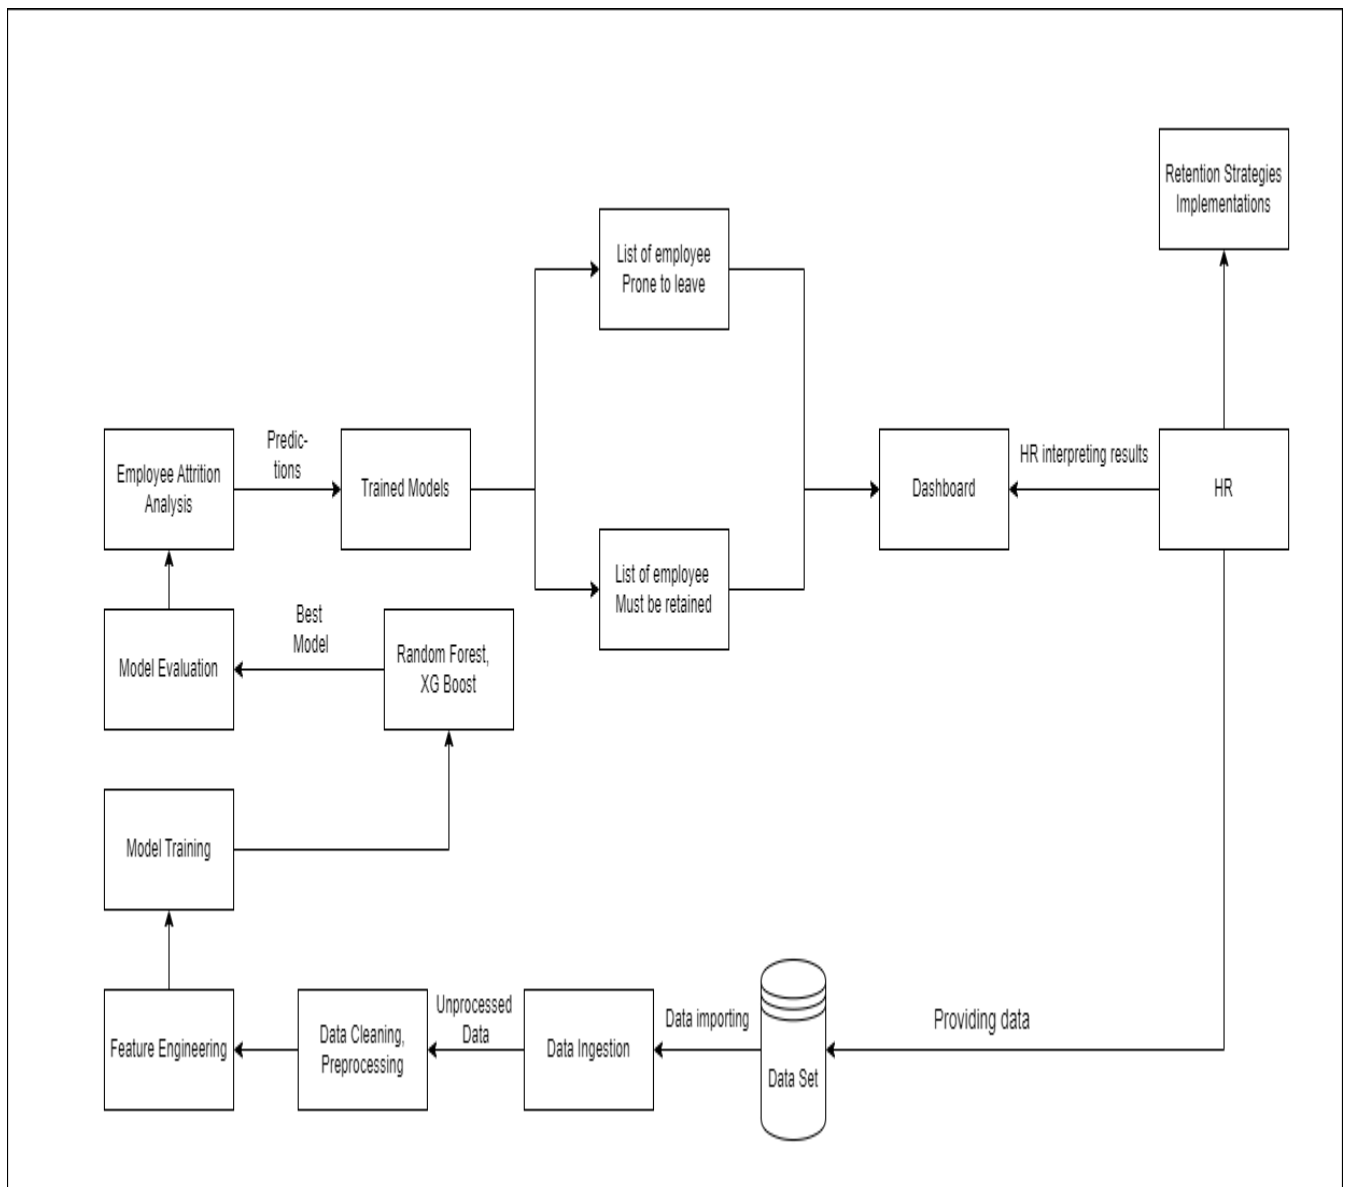 Retention Strategies
Implementations
List of employee
Prone to leave
Employee Attrition
Analysis
Predic-
tions
Trained Models
Dashboard
HR interpreting results
HR
List of employee
Must be retained
Model Evaluation
Best
Model
Random Forest,
XG Boost
Model Training
Feature Engineering
Data Cleaning,
Preprocessing
Unprocessed
Data
Data Ingestion
Data importing
Data Set
Providing data